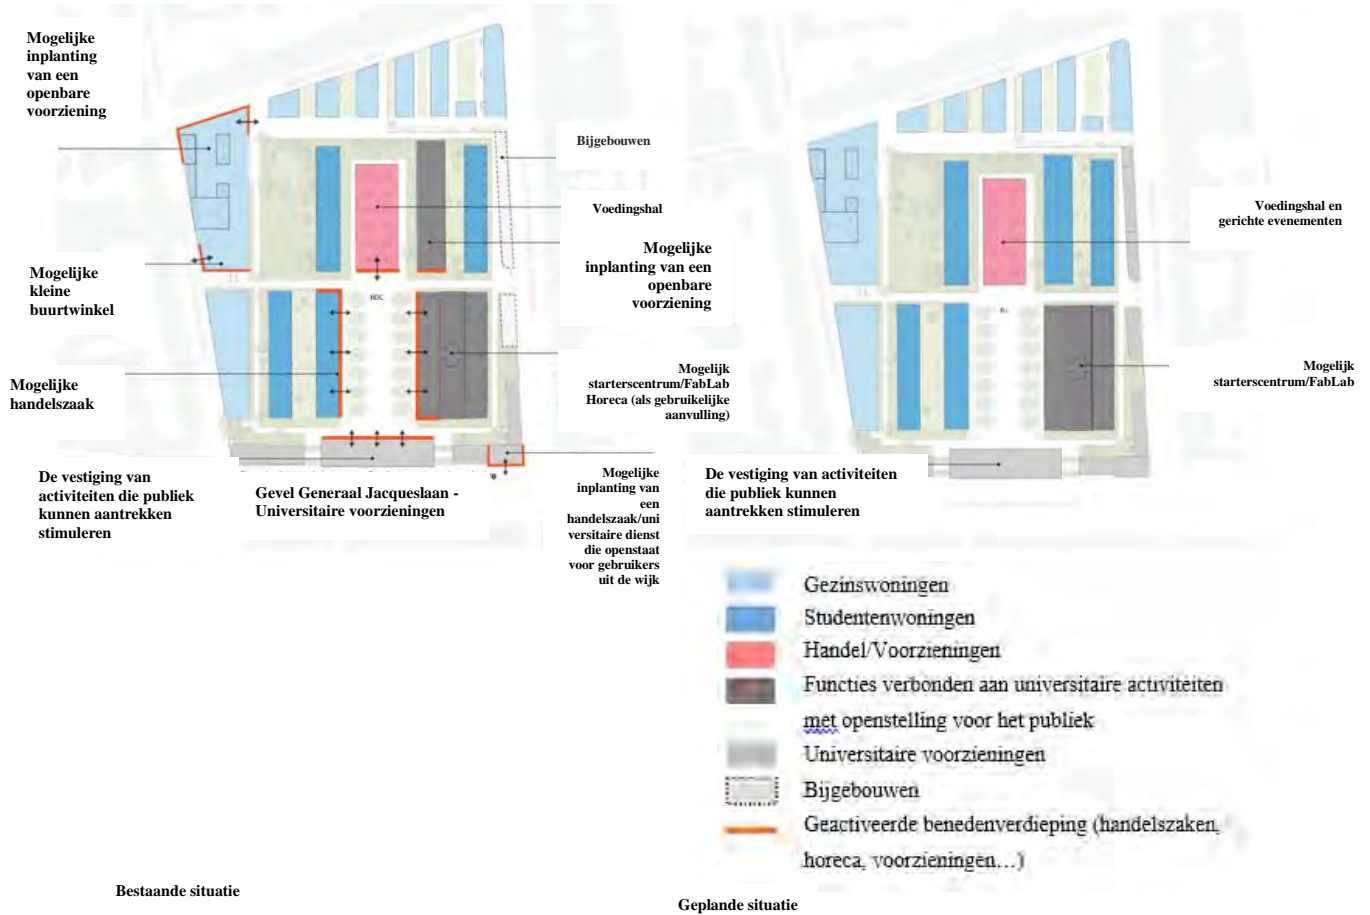 Mogelijke
inplanting
van een
openbare
voorziening
Mogelijke
kleine
buurtwinkel
Mogelijke
handelszaak
De vestiging van
activiteiten die publiek
kunnen aantrekken
stimuleren
Gevel Generaal Jacqueslaan -
Universitaire voorzieningen
Bijgebouwen
Voedingshal
Mogelijke
inplanting van een
openbare
voorziening
Mogelijk
starterscentrum/FabLab
Horeca (als gebruikelijke
aanvulling)
Mogelijke
inplanting van
een
handelszaak/uni
versitaire dienst
die openstaat
voor gebruikers
uit de wijk
RDC
Voedingshal en
gerichte evenementen
Mogelijk
starterscentrum/FabLab
De vestiging van activiteiten
die publiek kunnen
aantrekken stimuleren
Gezinswoningen
Studentenwoningen
Handel/Voorzieningen
Functies verbonden aan universitaire activiteiten
met openstelling voor het publiek
Universitaire voorzieningen
Bijgebouwen
Geactiveerde benedenverdieping (handelszaken,
horeca, voorzieningen…)
Bestaande situatie
Geplande situatie